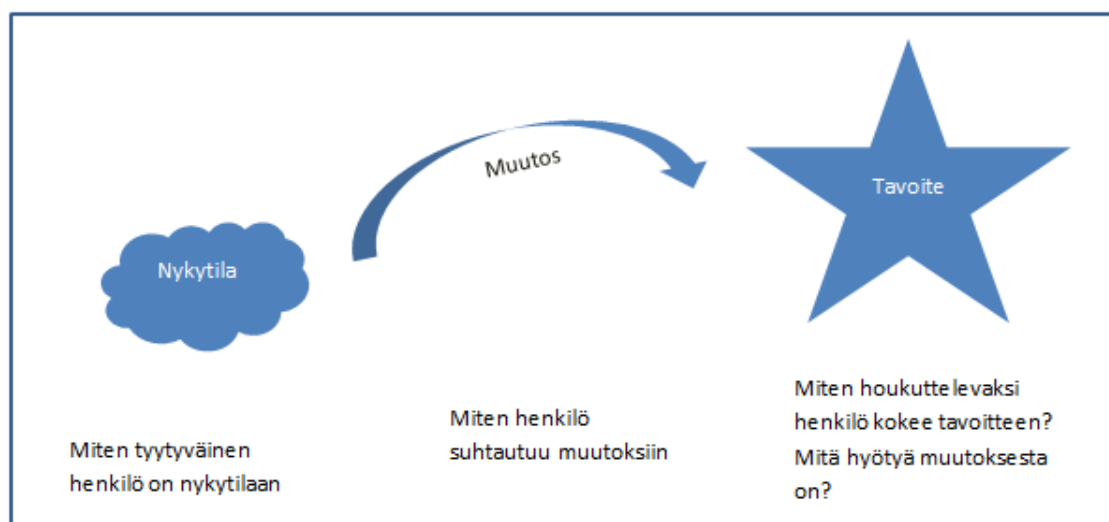 Nykytila
Muutos
Tavoite
Miten tyytyväinen
henkilö on nykytilaan
Miten henkilö
suhtautuu muutoksiin
Miten houkuttelevaksi
henkilö kokee tavoitteen?
Mitä hyötyä muutoksesta
on?